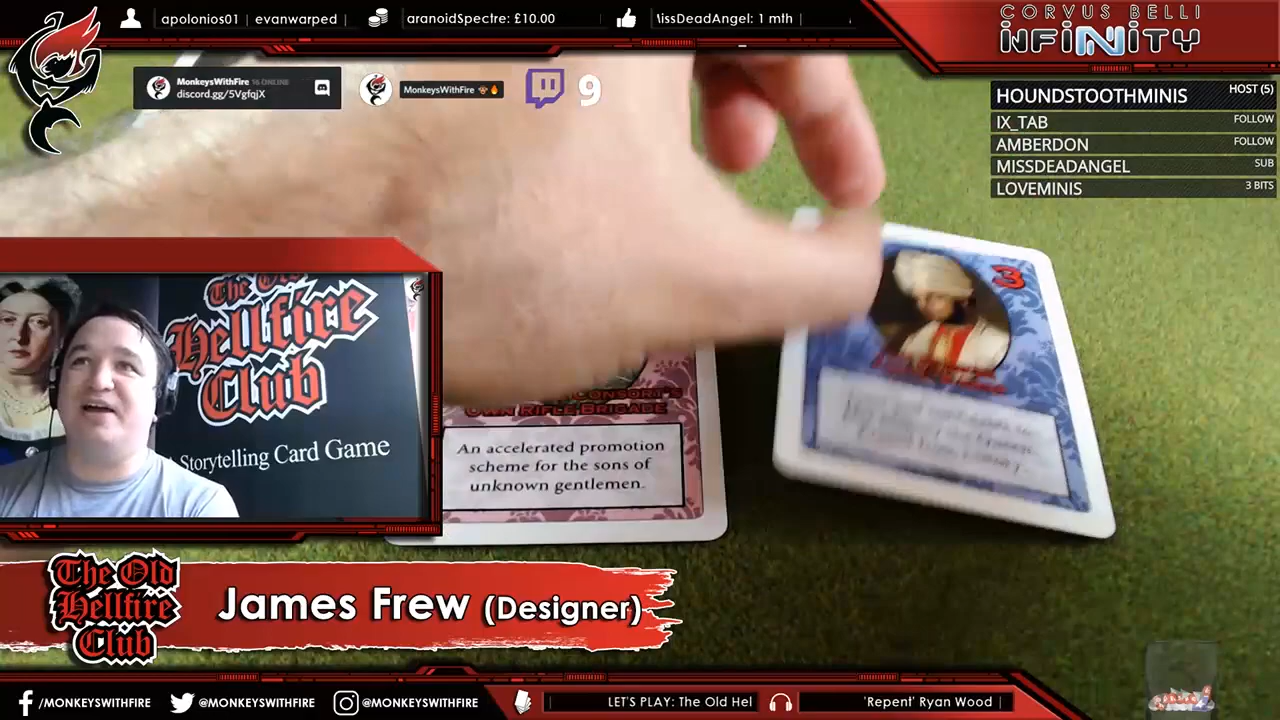 apolonios01 | evanwarped |
aranoidSpectre: £10.00
issDeadAngel: 1 mth |
CORVUS BELLI
iNFiNiTY
MonkeysWithFire 16 ONLINE
discord.gg/5VgfqjX
MonkeysWithFire
9
HOUNDSTOOTHMINIS HOST (5)
IX_TAB FOLLOW
AMBERDON FOLLOW
MISSDEADANGEL SUB
LOVEMINIS 3 BITS
3
The Old
Hellfire
Club
Storytelling Card Game
Consort's
Own Rifle Brigade
An accelerated promotion
scheme for the sons of
unknown gentlemen.
The Old
Hellfire
Club
James Frew (Designer)
/MONKEYSWITHFIRE
@MONKEYSWITHFIRE
@MONKEYSWITHFIRE
LET'S PLAY: The Old Hel
'Repent' Ryan Wood |